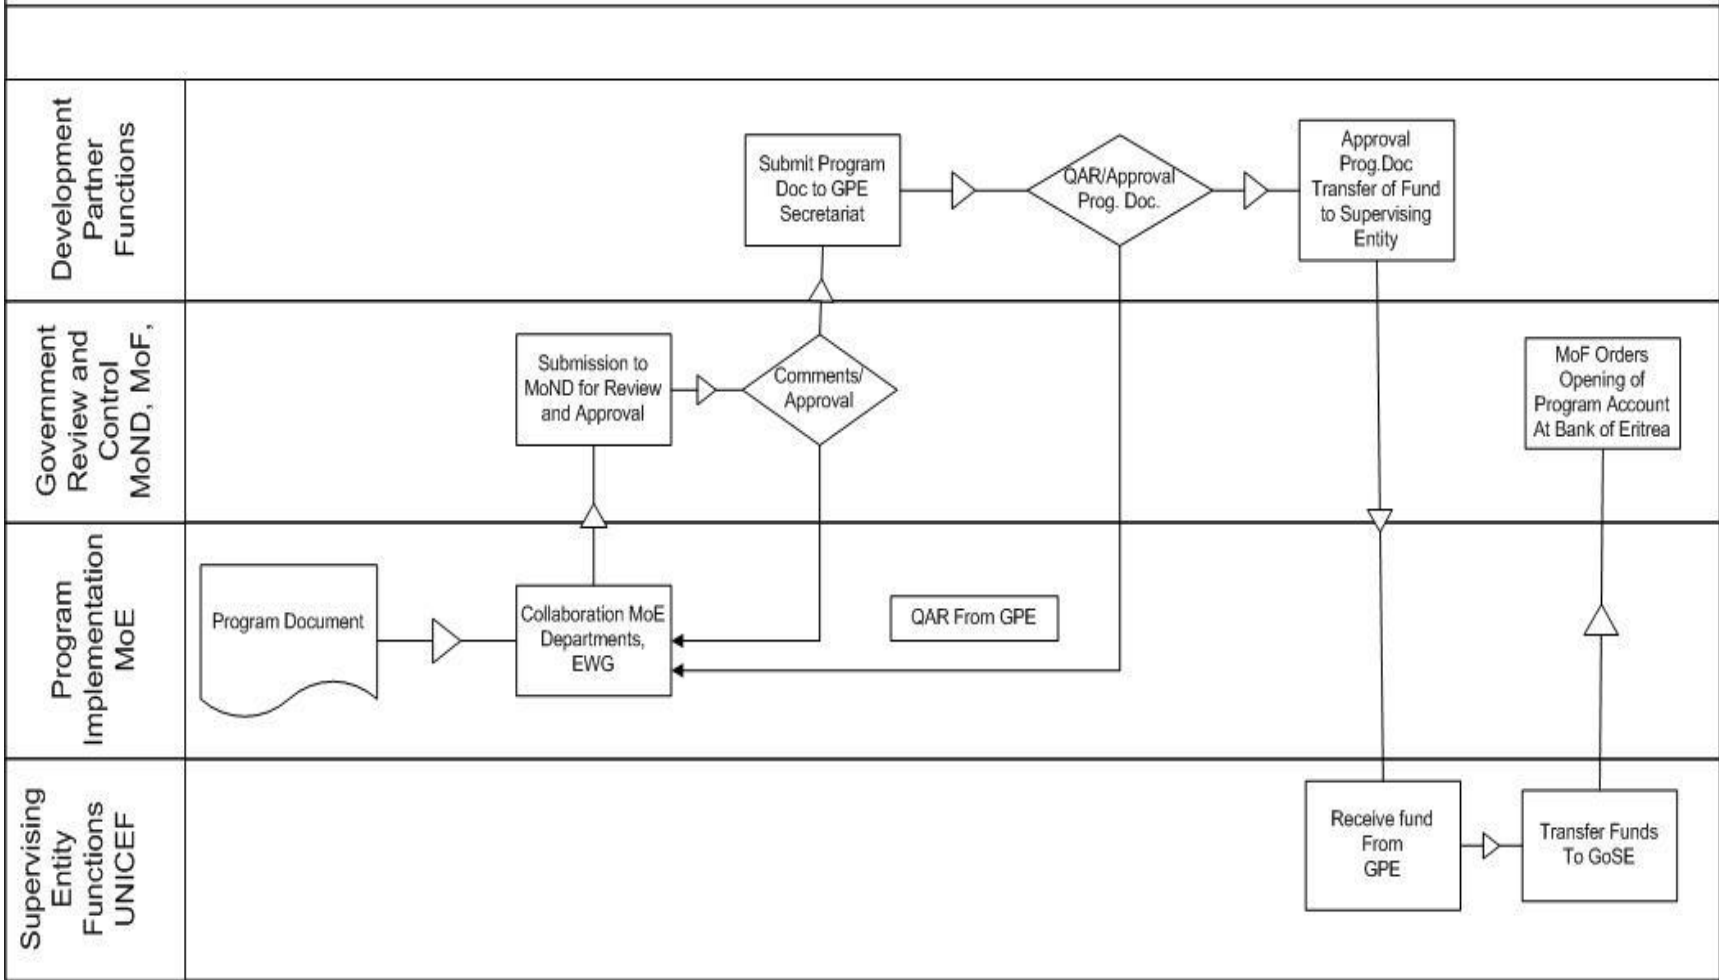 Development
Partner
Functions
Submit Program
Doc to GPE
Secretariat
QAR/Approval
Prog. Doc.
Approval
Prog.Doc
Transfer of Fund
to Supervising
Entity
Government
Review and
Control
MoND, MoF,
Submission to
MoND for Review
and Approval
Comments/
Approval
MoF Orders
Opening of
Program Account
At Bank of Eritrea
Program
Implementation
MoE
Program Document
Collaboration MoE
Departments,
EWG
QAR From GPE
Supervising
Entity
Functions
UNICEF
Receive fund
From
GPE
Transfer Funds
To GoSE